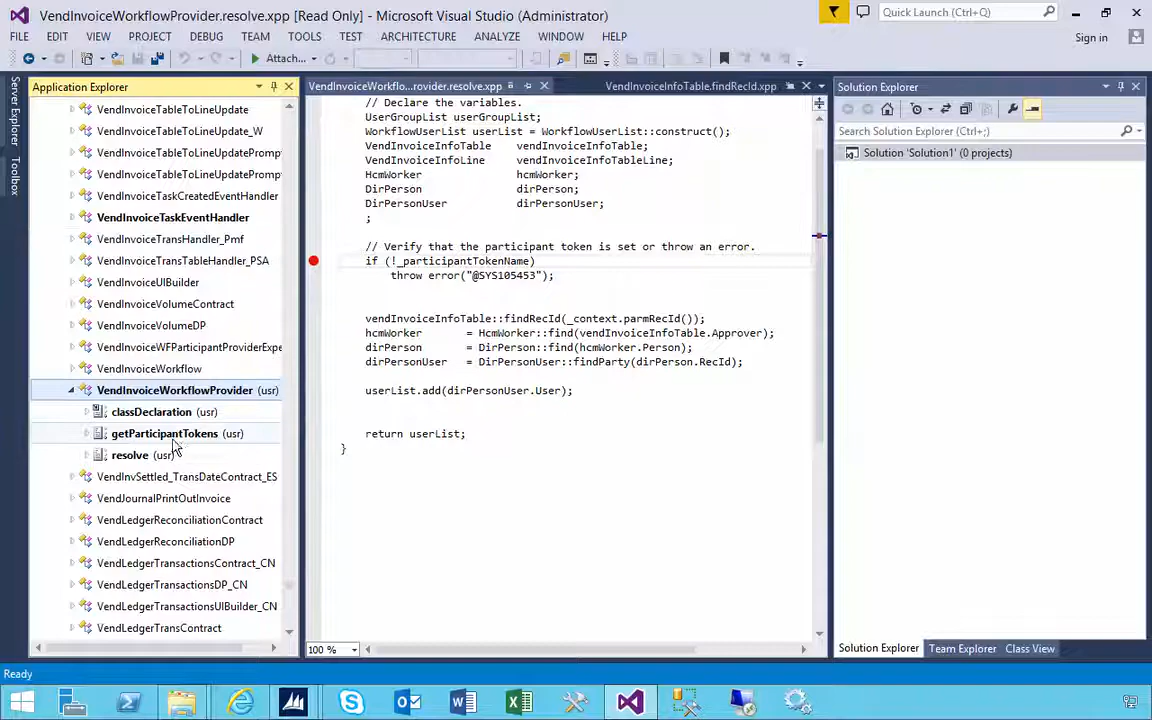 VendInvoiceWorkflowProvider.resolve.xpp [Read Only] - Microsoft Visual Studio (Administrator)
Quick Launch (Ctrl+Q)
FILE EDIT VIEW PROJECT DEBUG TEAM TOOLS TEST ARCHITECTURE ANALYZE WINDOW HELP
Sign in
Attach...
Server Explorer
Toolbox
Application Explorer
VendInvoiceTableToLineUpdate
VendInvoiceTableToLineUpdate_W
VendInvoiceTableToLineUpdatePromp
VendInvoiceTableToLineUpdatePromp
VendInvoiceTaskCreatedEventHandler
VendInvoiceTaskEventHandler
VendInvoiceTransHandler_Pmf
VendInvoiceTransTableHandler_PSA
VendInvoiceUIBuilder
VendInvoiceVolumeContract
VendInvoiceVolumeDP
VendInvoiceWFParticipantProviderExpe
VendInvoiceWorkflow
VendInvoiceWorkflowProvider (usr)
classDeclaration (usr)
getParticipantTokens (usr)
resolve (usr)
VendInvSettled_TransDateContract_ES
VendJournalPrintOutInvoice
VendLedgerReconciliationContract
VendLedgerReconciliationDP
VendLedgerTransactionsContract_CN
VendLedgerTransactionsDP_CN
VendLedgerTransactionsUIBuilder_CN
VendLedgerTransContract
VendInvoiceWorkflo...rovider.resolve.xpp
VendInvoiceInfoTable.findRecId.xpp
// Declare the variables.
UserGroupList userGroupList;
WorkflowUserList userList = WorkflowUserList::construct();
VendInvoiceInfoTable vendInvoiceInfoTable;
VendInvoiceInfoLine vendInvoiceInfoTableLine;
HcmWorker hcmWorker;
DirPerson dirPerson;
DirPersonUser dirPersonUser;
;
// Verify that the participant token is set or throw an error.
if (!_participantTokenName)
throw error("@SYS105453");
vendInvoiceInfoTable::findRecId(_context.parmRecId());
hcmWorker = HcmWorker::find(vendInvoiceInfoTable.Approver);
dirPerson = DirPerson::find(hcmWorker.Person);
dirPersonUser = DirPersonUser::findParty(dirPerson.RecId);
userList.add(dirPersonUser.User);
return userList;
}
100 %
Solution Explorer
Search Solution Explorer (Ctrl+;)
Solution 'Solution1' (0 projects)
Solution Explorer Team Explorer Class View
Ready